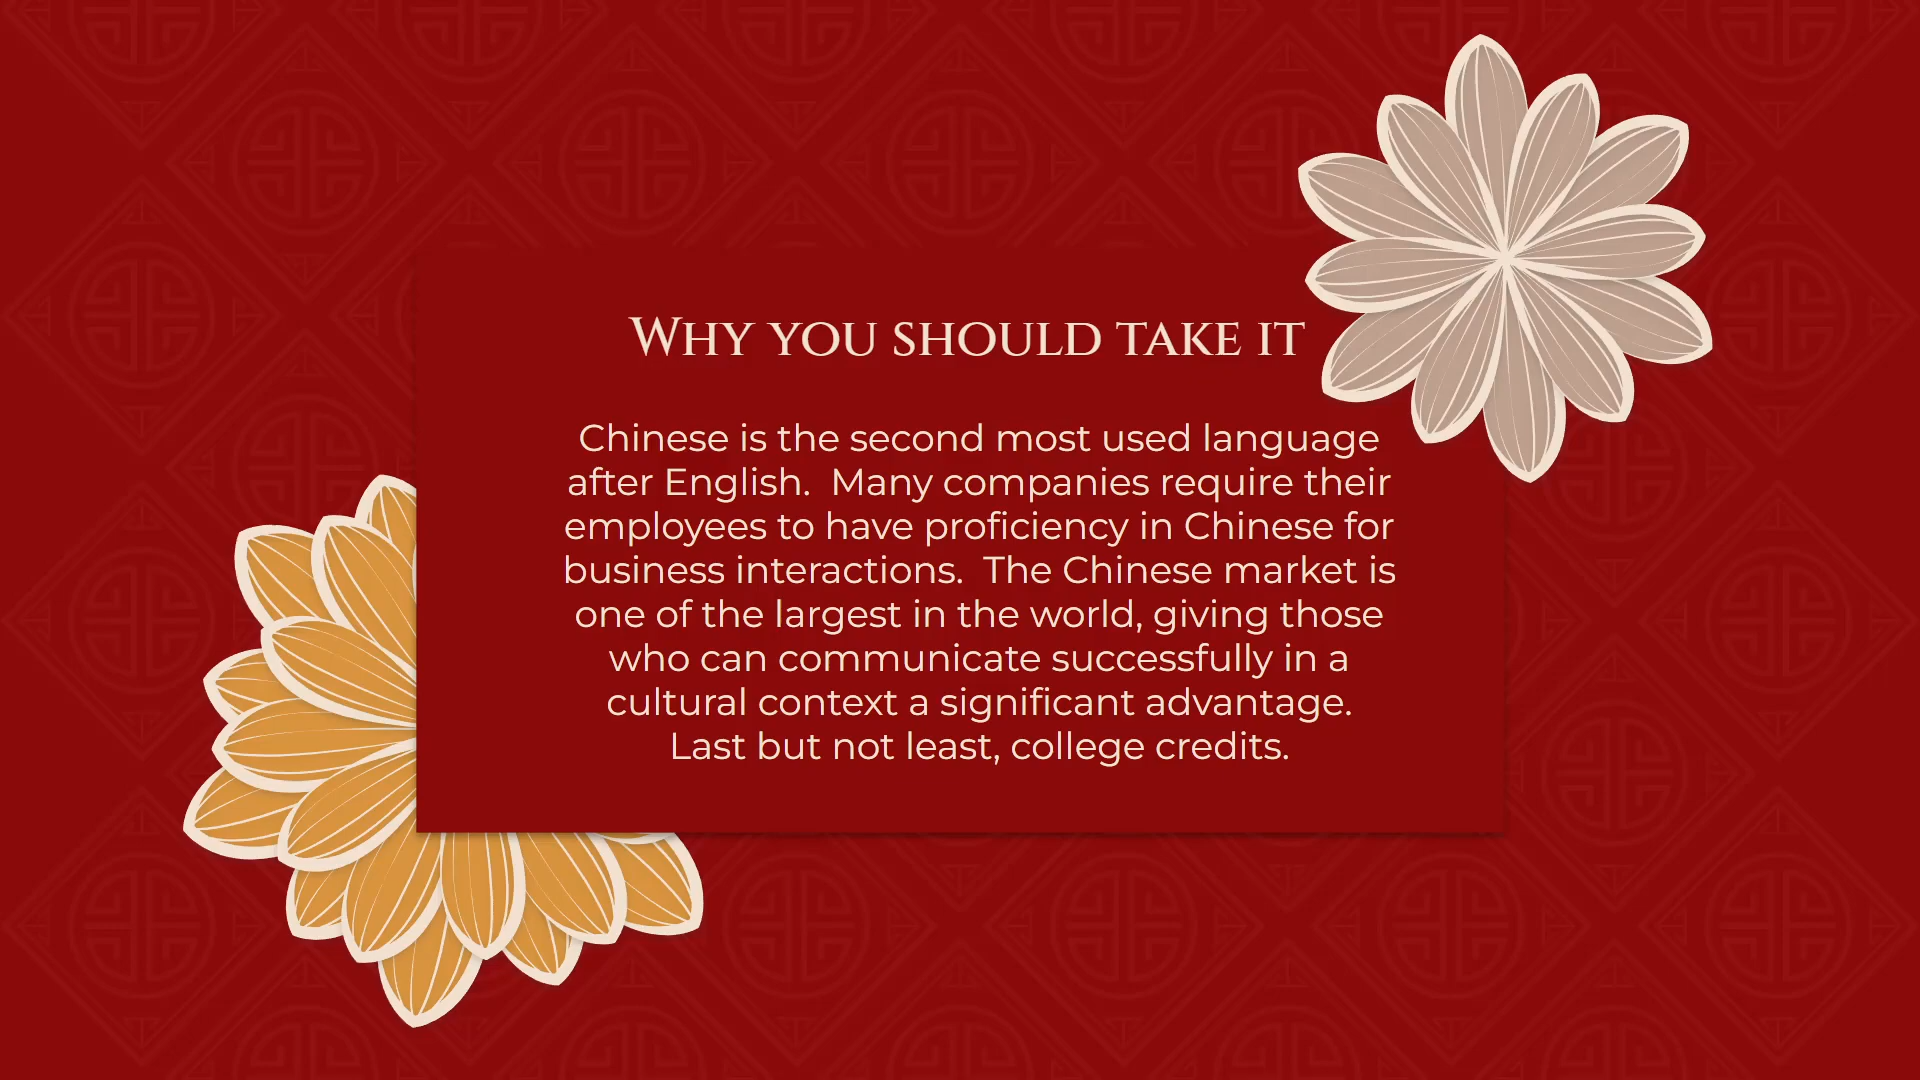 Why you should take it
Chinese is the second most used language
after English.  Many companies require their
employees to have proficiency in Chinese for
business interactions.  The Chinese market is
one of the largest in the world, giving those
who can communicate successfully in a
cultural context a significant advantage.
Last but not least, college credits.